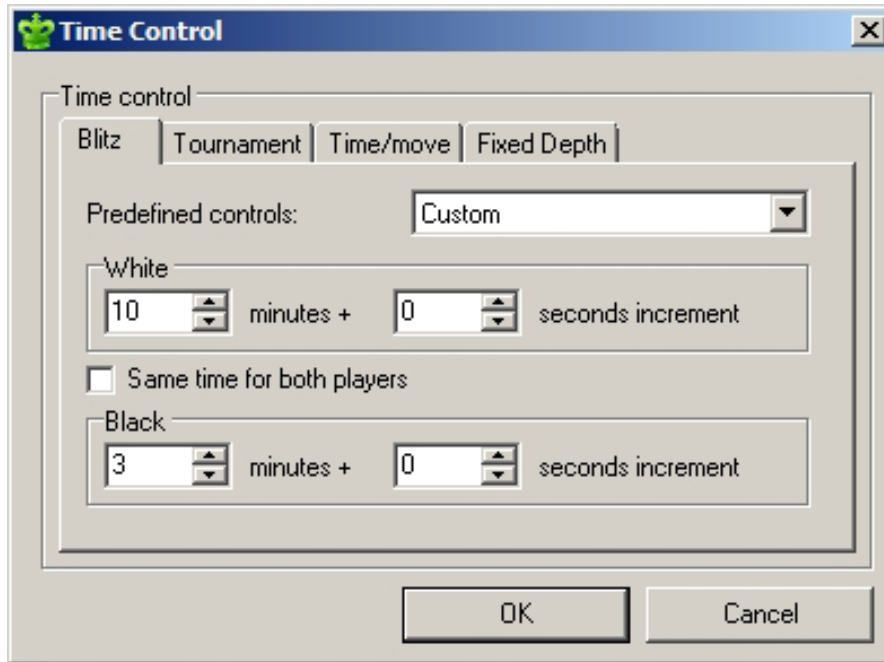 Time Control
Time control
Blitz Tournament Time/move Fixed Depth
Predefined controls: Custom
White
10 minutes + 0 seconds increment
Same time for both players
Black
3 minutes + 0 seconds increment
OK Cancel